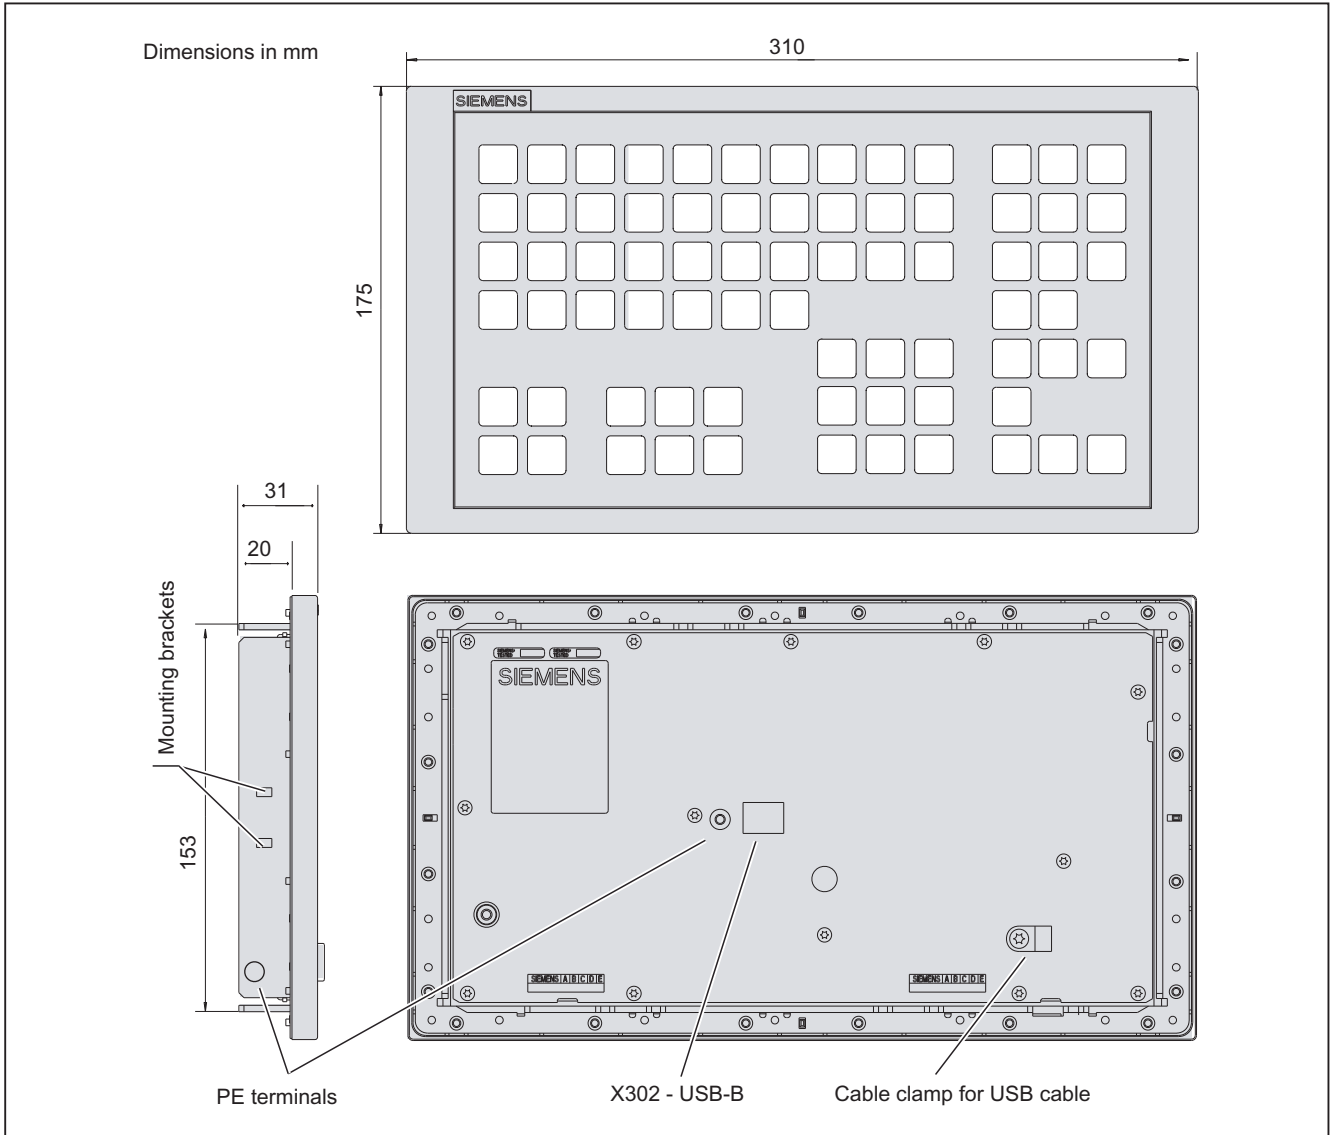 Dimensions in mm
310
SIEMENS
175
31
20
Mounting brackets
153
SIEMENS
SIEMENS A B C D E
SIEMENS A B C D E
PE terminals
X302 - USB-B
Cable clamp for USB cable